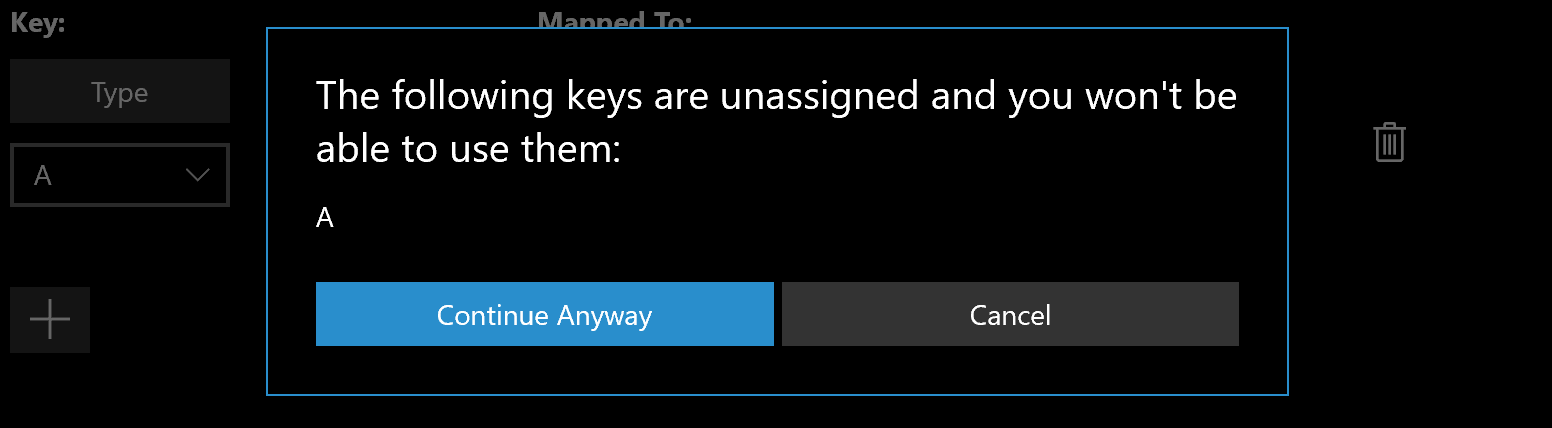 Key:
Mapped To:
Type
A
The following keys are unassigned and you won't be
able to use them:
A
Continue Anyway
Cancel